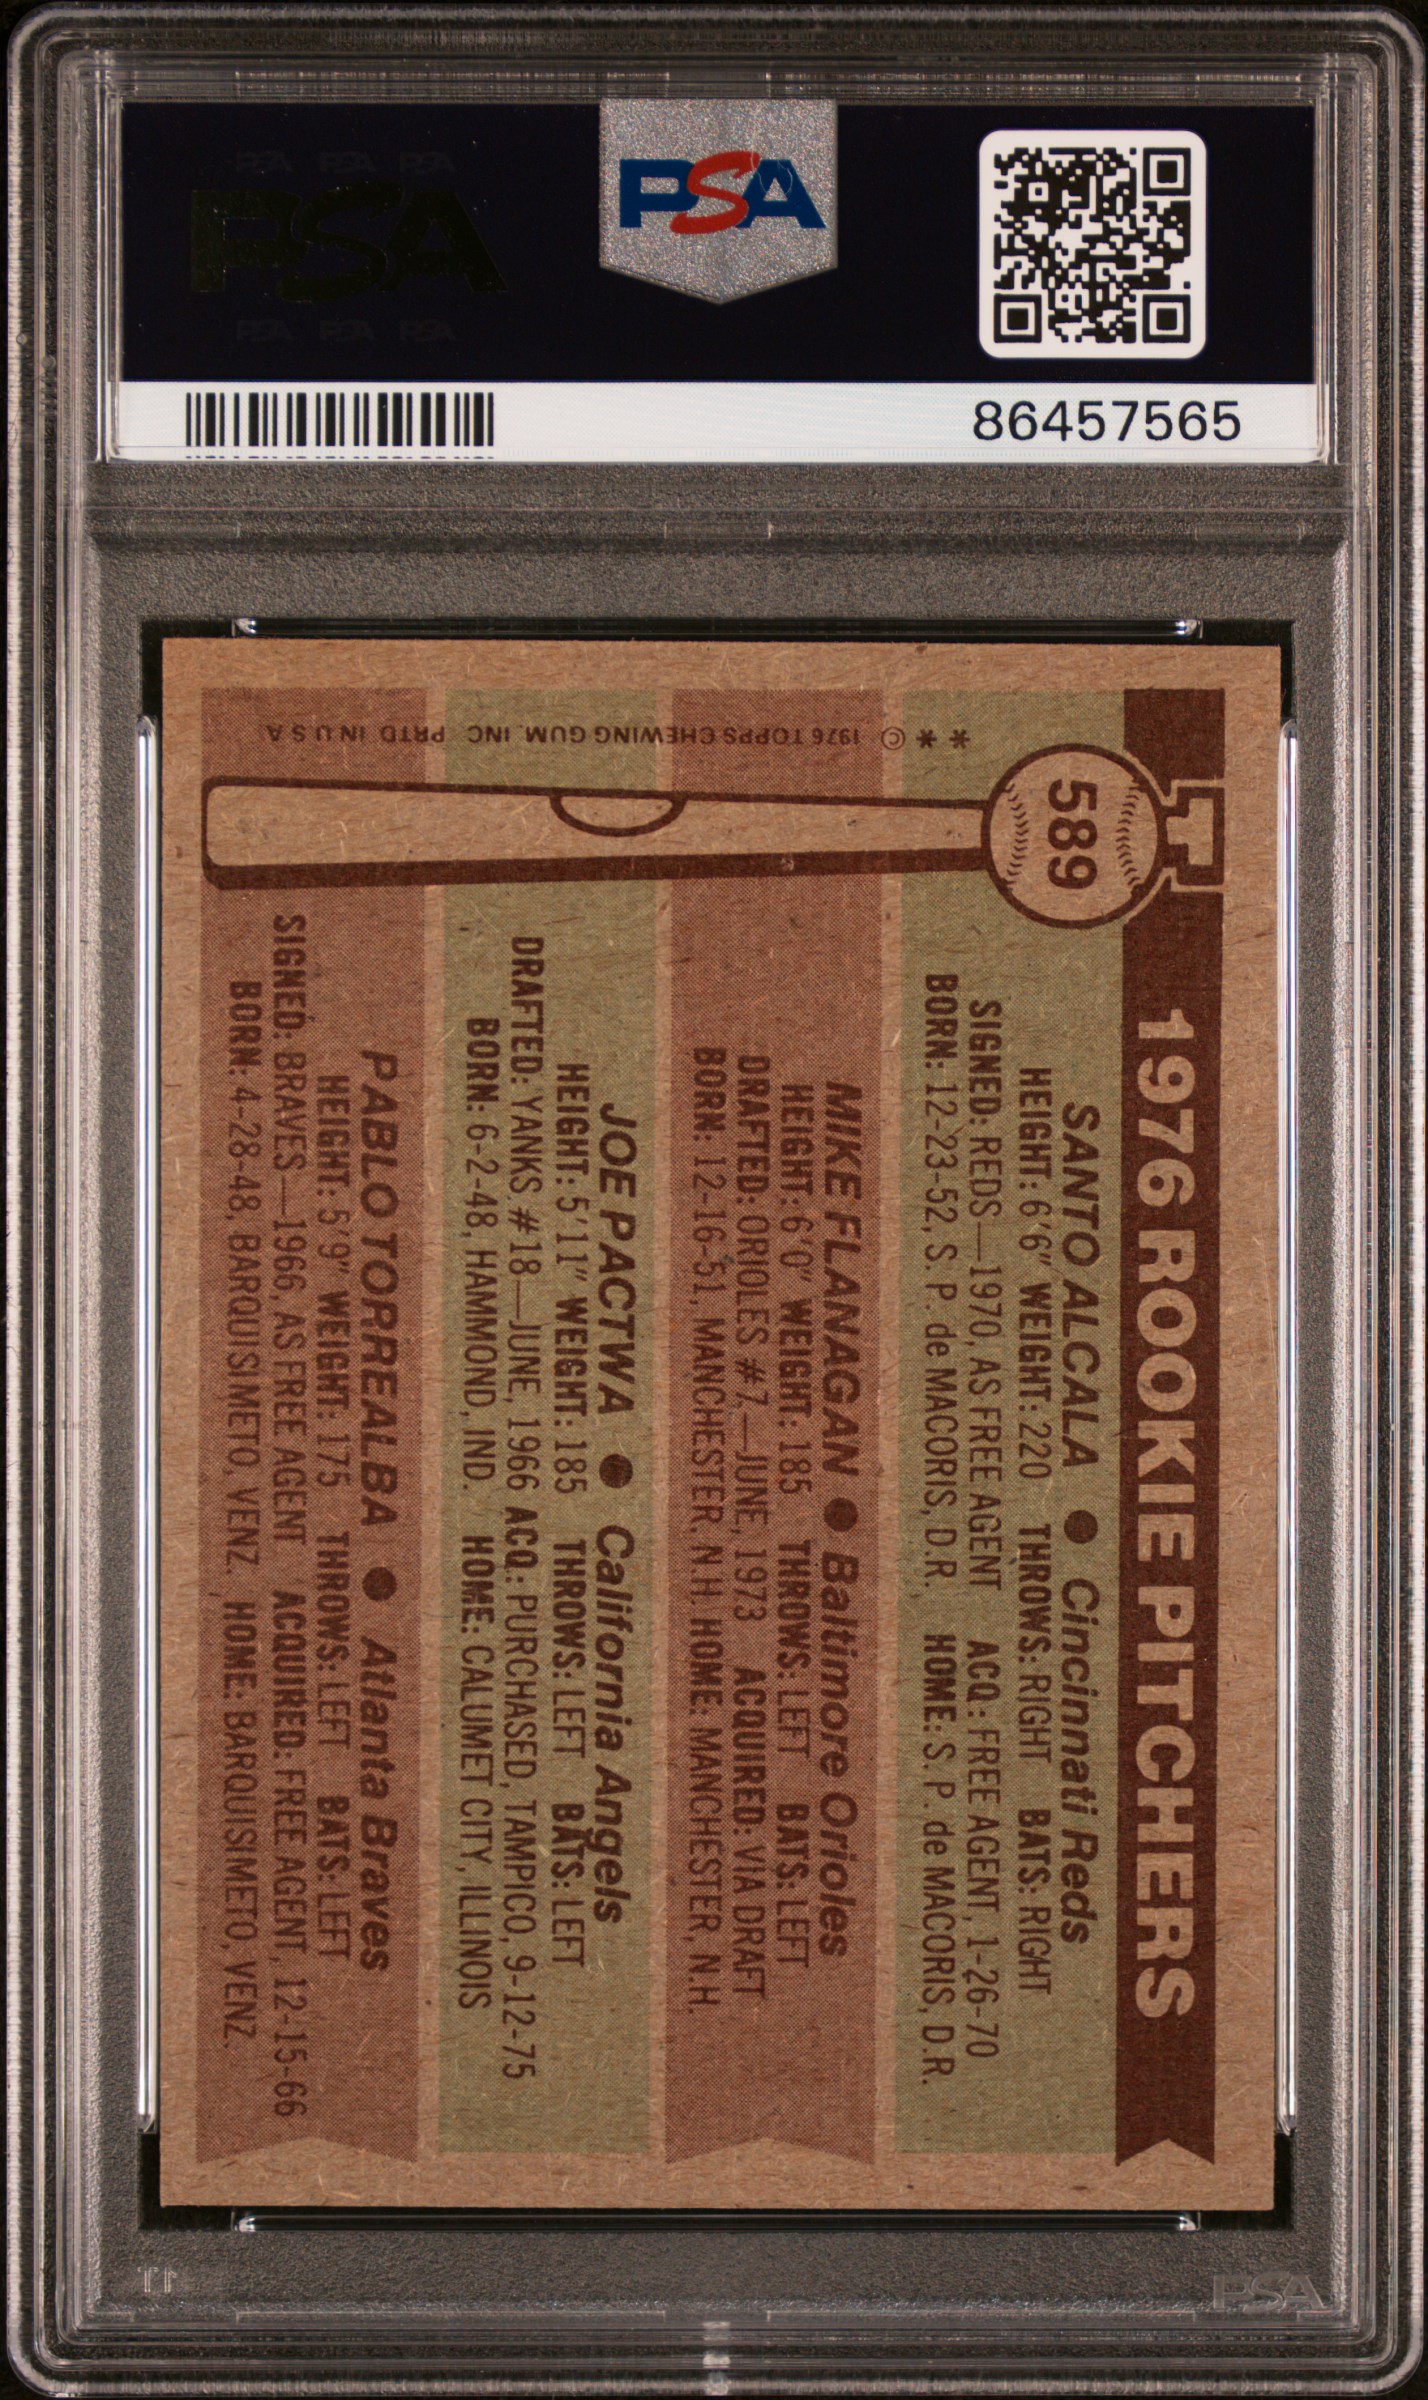 PSA PSA PSA
PSA
PSA PSA PSA
PSA
86457565
1976 ROOKIE PITCHERS
T
589
SANTO ALCALA ● Cincinnati Reds
HEIGHT: 6'6" WEIGHT: 220 THROWS: RIGHT BATS: RIGHT
SIGNED: REDS—1970, AS FREE AGENT ACQ: FREE AGENT, 1-26-70
BORN: 12-23-52, S. P. de MACORIS, D.R. HOME: S. P. de MACORIS, D.R.
MIKE FLANAGAN ● Baltimore Orioles
HEIGHT: 6'0" WEIGHT: 185 THROWS: LEFT BATS: LEFT
DRAFTED: ORIOLES #7—JUNE, 1973 ACQUIRED: VIA DRAFT
BORN: 12-16-51, MANCHESTER, N.H. HOME: MANCHESTER, N.H.
JOE PACTWA ● California Angels
HEIGHT: 5'11" WEIGHT: 185 THROWS: LEFT BATS: LEFT
DRAFTED: YANKS #18—JUNE, 1966 ACQ: PURCHASED, TAMPICO, 9-12-75
BORN: 6-2-48, HAMMOND, IND. HOME: CALUMET CITY, ILLINOIS
PABLO TORREALBA ● Atlanta Braves
HEIGHT: 5'9" WEIGHT: 175 THROWS: LEFT BATS: LEFT
SIGNED: BRAVES—1966, AS FREE AGENT ACQUIRED: FREE AGENT, 12-15-66
BORN: 4-28-48, BARQUISIMETO, VENZ. HOME: BARQUISIMETO, VENZ.
* * © 1976 TOPPS CHEWING GUM, INC. PRTD. IN U.S.A.
PSA